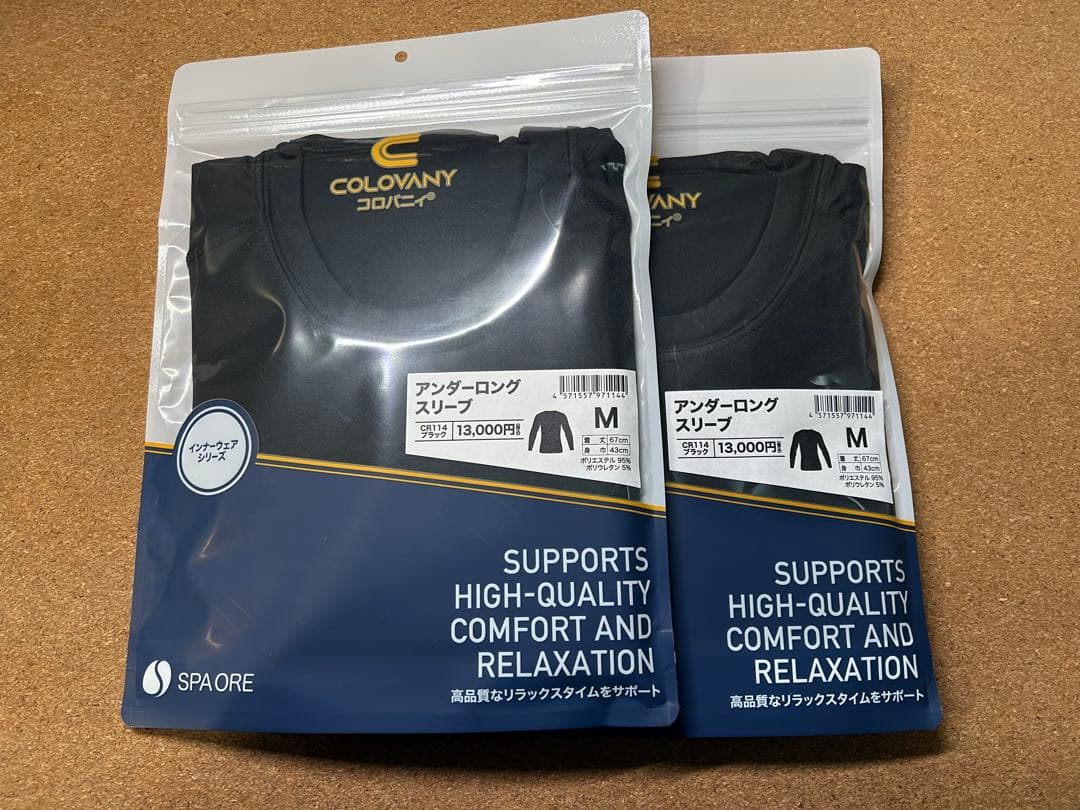 COLOVANY
コロバニィ®
アンダーロング
スリーブ
4 571557 971144
CR114
ブラック
13,000円
M
着 丈 67cm
身 巾 43cm
ポリエステル 95%
ポリウレタン 5%
インナーウェア
シリーズ
SUPPORTS
HIGH-QUALITY
COMFORT AND
RELAXATION
高品質なリラックスタイムをサポート
SPA ORE
VANY
ニィ®
アンダーロング
スリーブ
4 571557 971144
CR114
ブラック
13,000円
M
着 丈 67cm
身 巾 43cm
ポリエステル 95%
ポリウレタン 5%
SUPPORTS
HIGH-QUALITY
COMFORT AND
RELAXATION
高品質なリラックスタイムをサポート